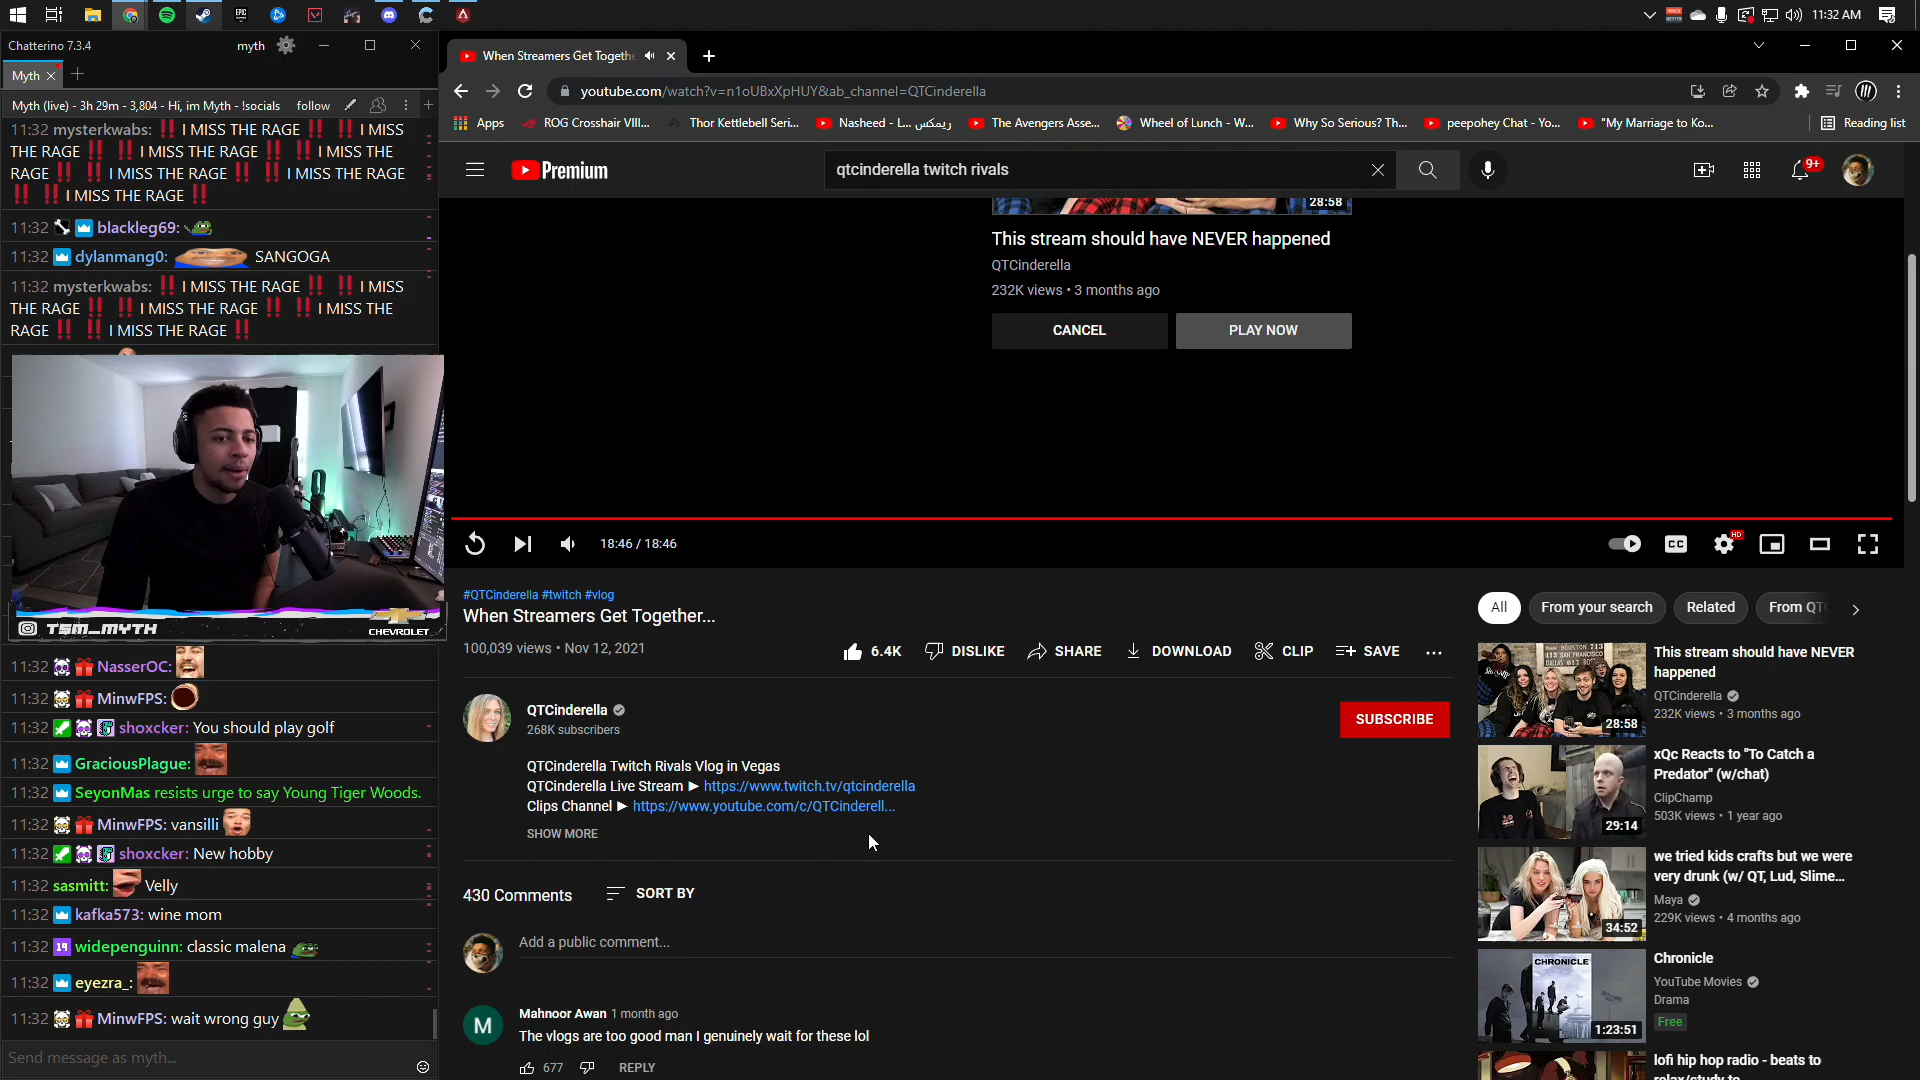 11:32 AM
Chatterino 7.3.4
myth
Myth
Myth (live) - 3h 29m - 3,804 - Hi, im Myth - !socials
follow
11:32 mysterkwabs: ‼ I MISS THE RAGE ‼ ‼ I MISS
THE RAGE ‼ ‼ I MISS THE RAGE ‼ ‼ I MISS THE
RAGE ‼ ‼ I MISS THE RAGE ‼ ‼ I MISS THE RAGE
‼ ‼ I MISS THE RAGE ‼
11:32 blackleg69:
11:32 dylanmang0: SANGOGA
11:32 mysterkwabs: ‼ I MISS THE RAGE ‼ ‼ I MISS
THE RAGE ‼ ‼ I MISS THE RAGE ‼ ‼ I MISS THE
RAGE ‼ ‼ I MISS THE RAGE ‼
TSM_MYTH
CHEVROLET
11:32 NasserOC:
11:32 MinwFPS:
11:32 shoxcker: You should play golf
11:32 GraciousPlague:
11:32 SeyonMas resists urge to say Young Tiger Woods.
11:32 MinwFPS: vansilli
11:32 shoxcker: New hobby
11:32 sasmitt: Velly
11:32 kafka573: wine mom
11:32 19 widepenguinn: classic malena
11:32 eyezra_:
11:32 MinwFPS: wait wrong guy
Send message as myth...
When Streamers Get Togethe
youtube.com/watch?v=n1oUBxXpHUY&ab_channel=QTCinderella
Apps
ROG Crosshair VIII...
Thor Kettlebell Seri...
Nasheed - L... ريمكس
The Avengers Asse...
Wheel of Lunch - W...
Why So Serious? Th...
peepohey Chat - Yo...
"My Marriage to Ko...
Reading list
Premium
qtcinderella twitch rivals
9+
28:58
This stream should have NEVER happened
QTCinderella
232K views • 3 months ago
CANCEL
PLAY NOW
18:46 / 18:46
CC
HD
#QTCinderella #twitch #vlog
When Streamers Get Together...
100,039 views • Nov 12, 2021
6.4K
DISLIKE
SHARE
DOWNLOAD
CLIP
SAVE
QTCinderella
268K subscribers
SUBSCRIBE
QTCinderella Twitch Rivals Vlog in Vegas
QTCinderella Live Stream ► https://www.twitch.tv/qtcinderella
Clips Channel ► https://www.youtube.com/c/QTCinderell...
SHOW MORE
430 Comments
SORT BY
Add a public comment...
M
Mahnoor Awan 1 month ago
The vlogs are too good man I genuinely wait for these lol
677
REPLY
All
From your search
Related
From QT
This stream should have NEVER
happened
QTCinderella
232K views • 3 months ago
28:58
xQc Reacts to "To Catch a
Predator" (w/chat)
ClipChamp
503K views • 1 year ago
29:14
we tried kids crafts but we were
very drunk (w/ QT, Lud, Slime...
Maya
229K views • 4 months ago
34:52
CHRONICLE
Chronicle
YouTube Movies
Drama
Free
1:23:51
lofi hip hop radio - beats to
relax/study to